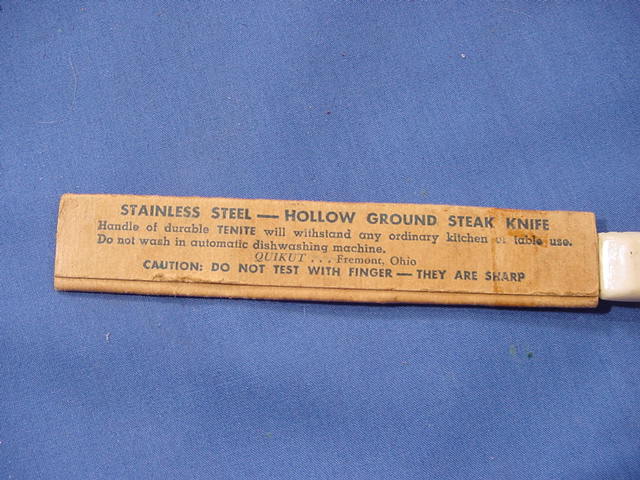 STAINLESS STEEL — HOLLOW GROUND STEAK KNIFE
Handle of durable TENITE will withstand any ordinary kitchen or table use.
Do not wash in automatic dishwashing machine.
QUIKUT . . . Fremont, Ohio
CAUTION: DO NOT TEST WITH FINGER — THEY ARE SHARP